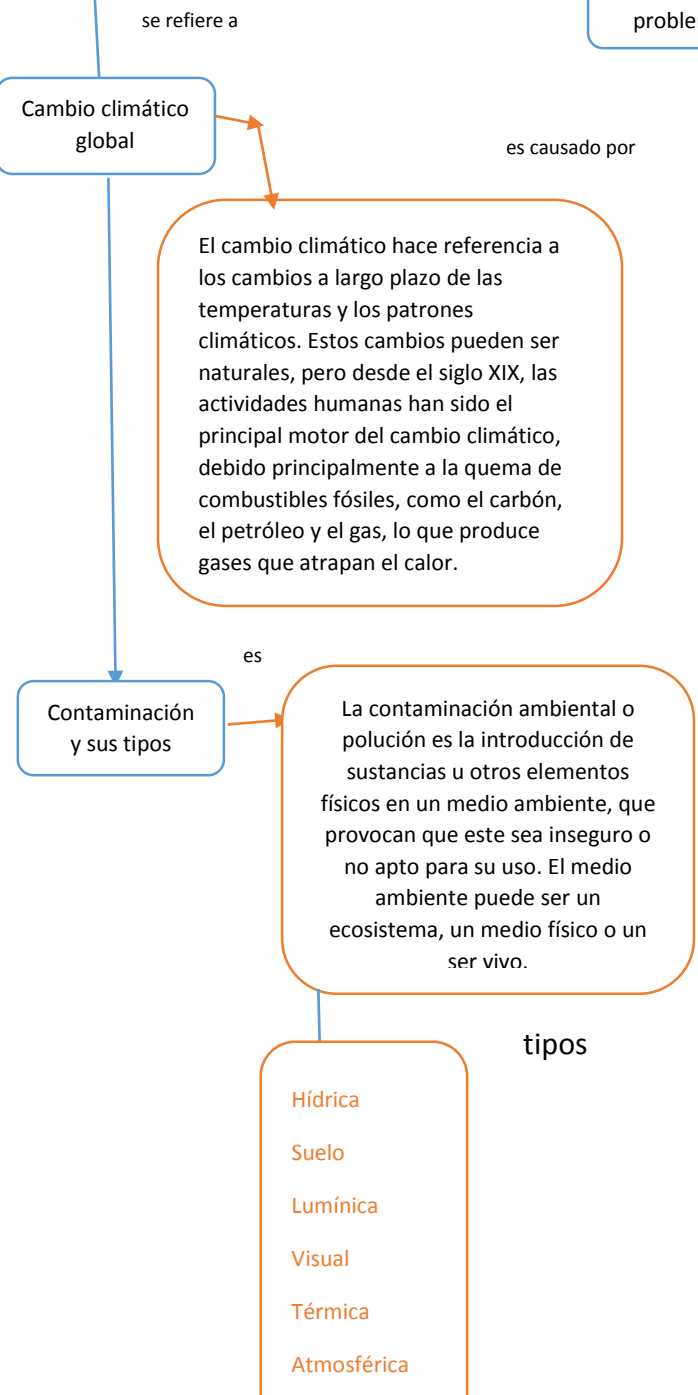 se refiere a
Cambio climático
global
es causado por
El cambio climático hace referencia a
los cambios a largo plazo de las
temperaturas y los patrones
climáticos. Estos cambios pueden ser
naturales, pero desde el siglo XIX, las
actividades humanas han sido el
principal motor del cambio climático,
debido principalmente a la quema de
combustibles fósiles, como el carbón,
el petróleo y el gas, lo que produce
gases que atrapan el calor.
es
Contaminación
y sus tipos
La contaminación ambiental o
polución es la introducción de
sustancias u otros elementos
físicos en un medio ambiente, que
provocan que este sea inseguro o
no apto para su uso. El medio
ambiente puede ser un
ecosistema, un medio físico o un
ser vivo.
tipos
Hídrica
Suelo
Lumínica
Visual
Térmica
Atmosférica